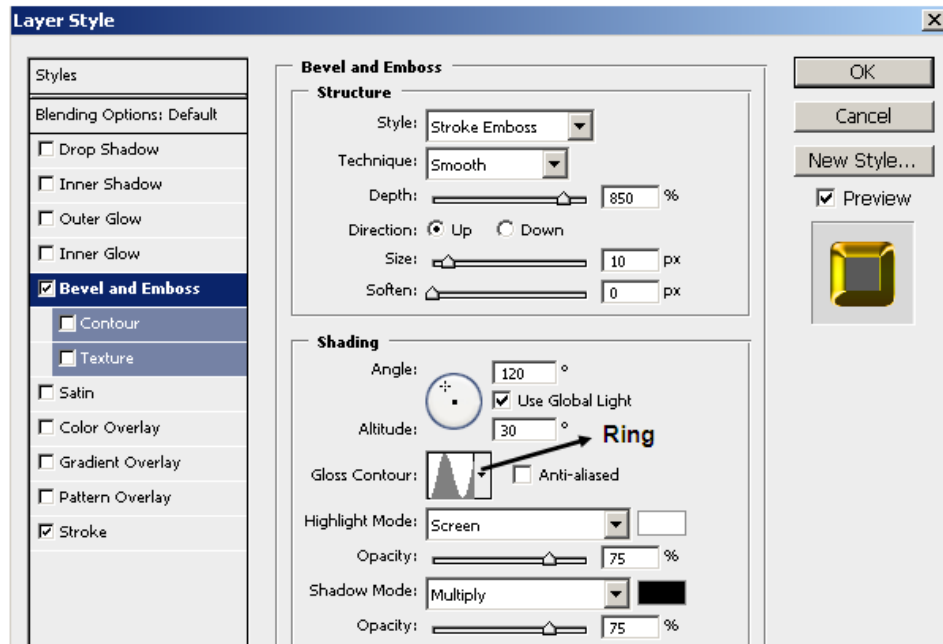 Layer Style
Styles
Blending Options: Default
Drop Shadow
Inner Shadow
Outer Glow
Inner Glow
Bevel and Emboss
Contour
Texture
Satin
Color Overlay
Gradient Overlay
Pattern Overlay
Stroke
Bevel and Emboss
Structure
Style: Stroke Emboss
Technique: Smooth
Depth: 850 %
Direction: Up Down
Size: 10 px
Soften: 0 px
Shading
Angle: 120 °
Use Global Light
Altitude: 30 °
Ring
Gloss Contour: Anti-aliased
Highlight Mode: Screen
Opacity: 75 %
Shadow Mode: Multiply
Opacity: 75 %
OK
Cancel
New Style...
Preview